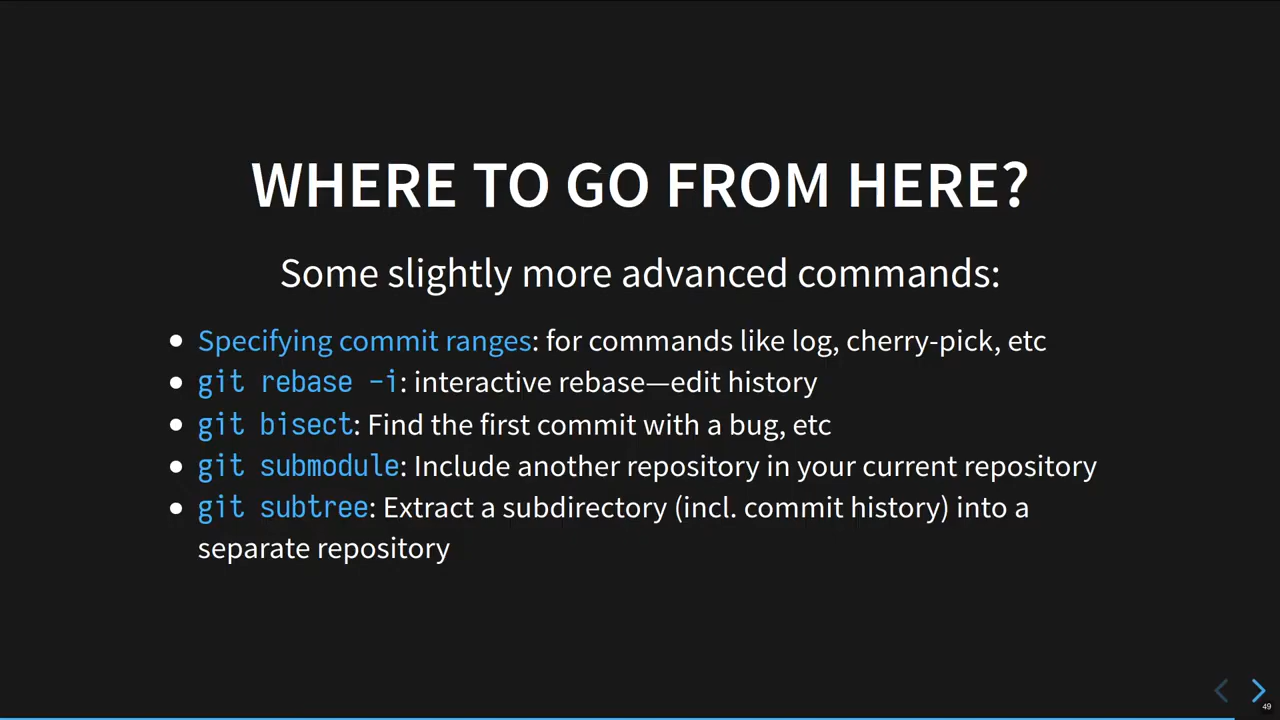 WHERE TO GO FROM HERE?
Some slightly more advanced commands:
Specifying commit ranges: for commands like log, cherry-pick, etc
git rebase -i: interactive rebase—edit history
git bisect: Find the first commit with a bug, etc
git submodule: Include another repository in your current repository
git subtree: Extract a subdirectory (incl. commit history) into a
separate repository
49